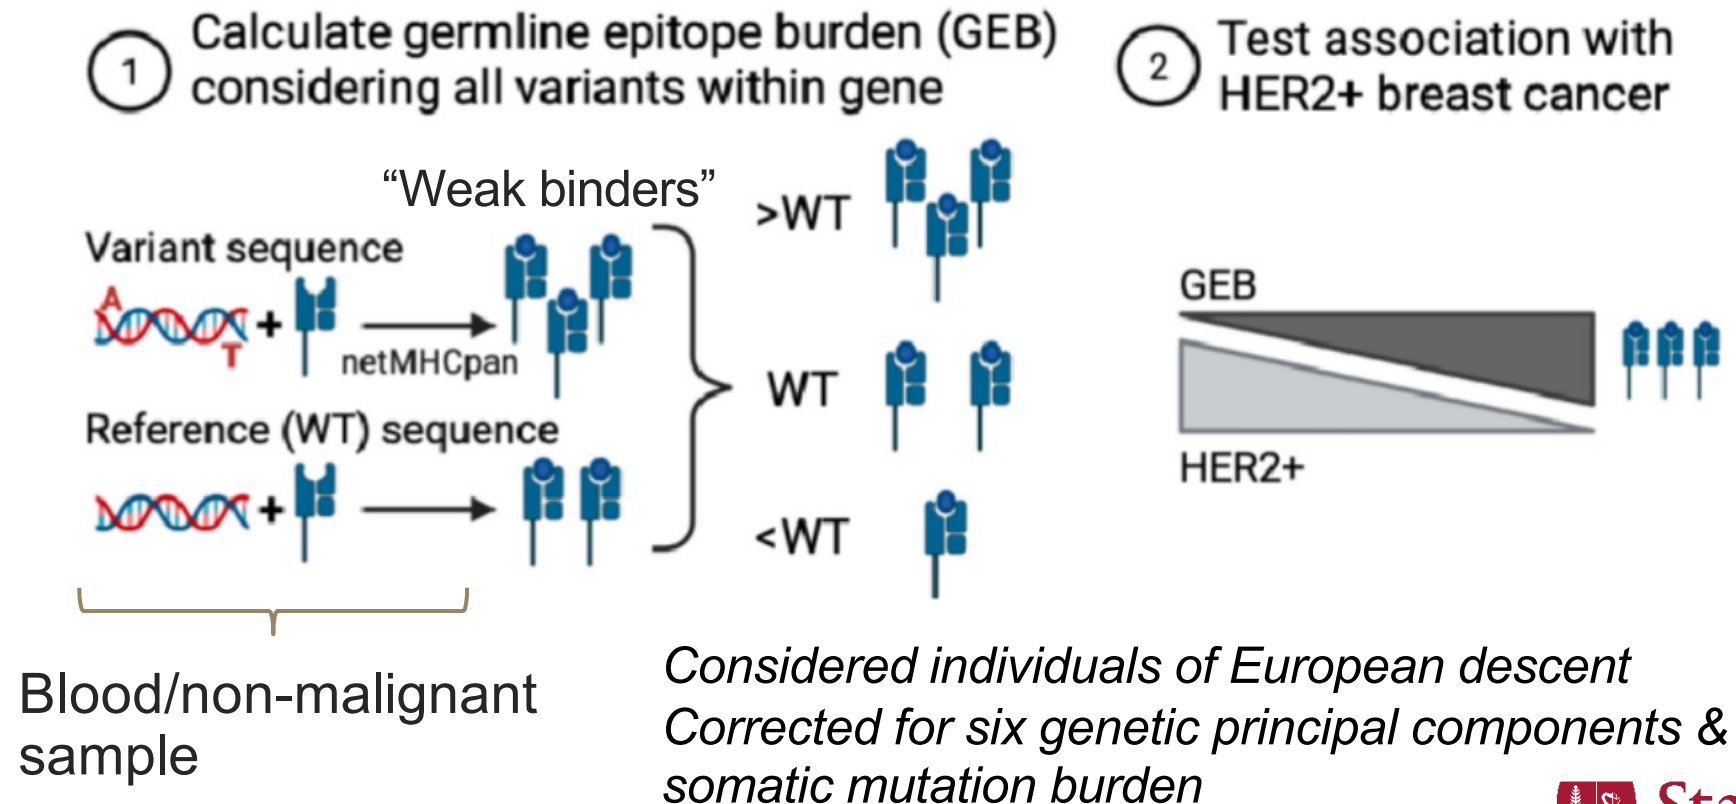 1
Calculate germline epitope burden (GEB)
considering all variants within gene
2
Test association with
HER2+ breast cancer
"Weak binders"
Variant sequence
A
+
T
netMHCpan
Reference (WT) sequence
+
>WT
WT
<WT
GEB
HER2+
Blood/non-malignant
sample
Considered individuals of European descent
Corrected for six genetic principal components &
somatic mutation burden